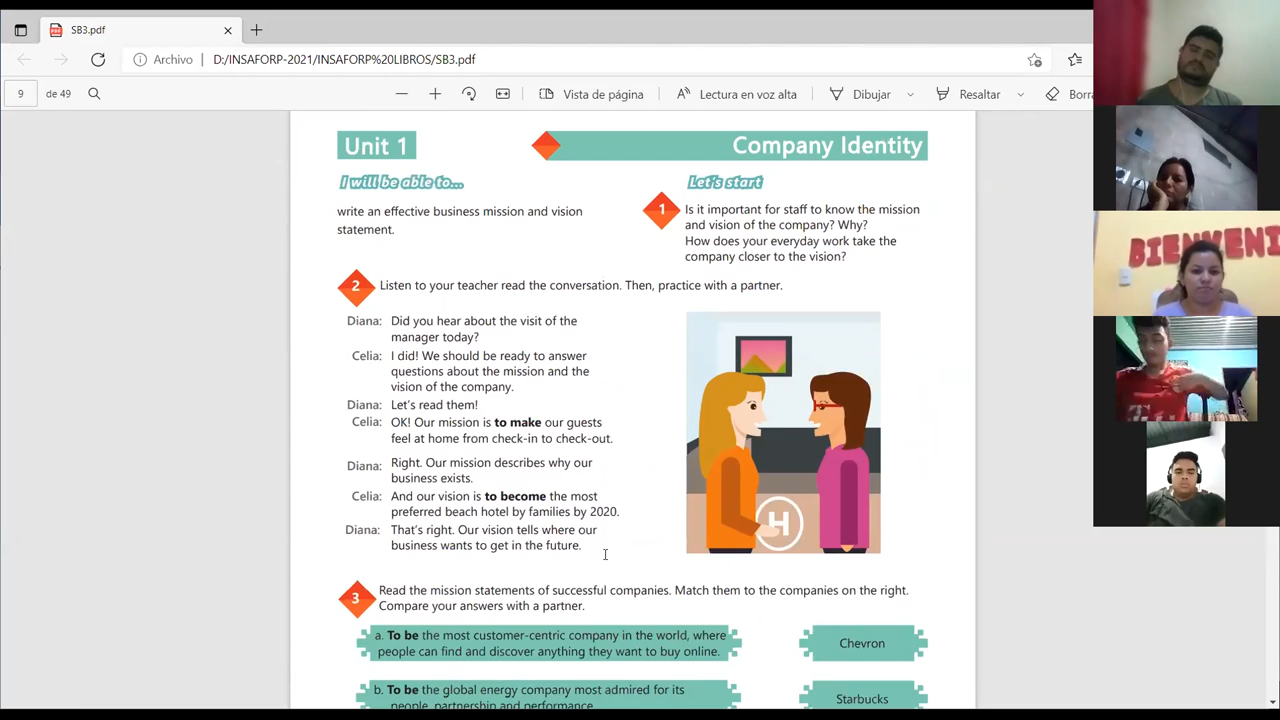 SB3.pdf
Archivo
D:/INSAFORP-2021/INSAFORP%20LIBROS/SB3.pdf
9
de 49
Vista de página
Lectura en voz alta
Dibujar
Resaltar
Borra
Unit 1
Company Identity
I will be able to...
write an effective business mission and vision
statement.
Let's start
1
Is it important for staff to know the mission
and vision of the company? Why?
How does your everyday work take the
company closer to the vision?
2
Listen to your teacher read the conversation. Then, practice with a partner.
Diana: Did you hear about the visit of the
manager today?
Celia: I did! We should be ready to answer
questions about the mission and the
vision of the company.
Diana: Let's read them!
Celia: OK! Our mission is to make our guests
feel at home from check-in to check-out.
Diana: Right. Our mission describes why our
business exists.
Celia: And our vision is to become the most
preferred beach hotel by families by 2020.
Diana: That's right. Our vision tells where our
business wants to get in the future.
H
3
Read the mission statements of successful companies. Match them to the companies on the right.
Compare your answers with a partner.
a. To be the most customer-centric company in the world, where
people can find and discover anything they want to buy online.
Chevron
b. To be the global energy company most admired for its
people, partnership and performance
Starbucks
BIENVENI